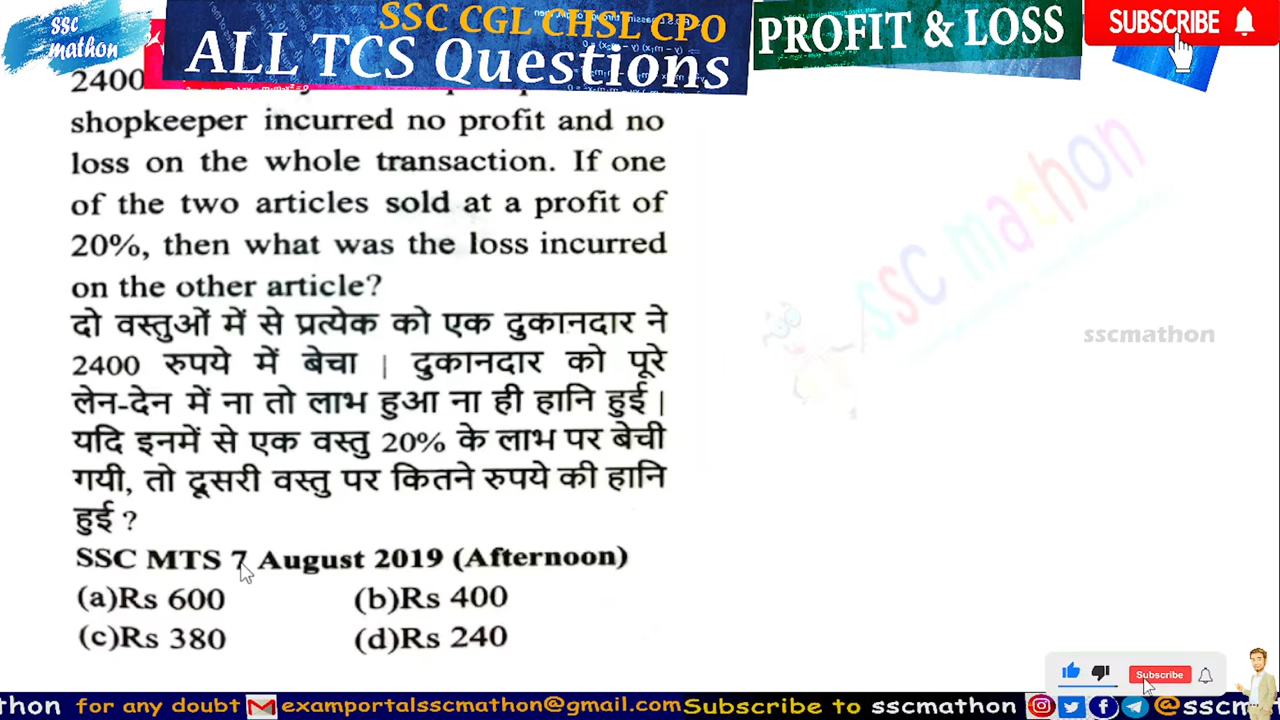 SSC CGL CHSL CPO
ssc mathon
ALL TCS Questions
PROFIT & LOSS
SUBSCRIBE
2400
shopkeeper incurred no profit and no
loss on the whole transaction. If one
of the two articles sold at a profit of
20%, then what was the loss incurred
on the other article?
दो वस्तुओं में से प्रत्येक को एक दुकानदार ने
2400 रुपये में बेचा | दुकानदार को पूरे
लेन-देन में ना तो लाभ हुआ ना ही हानि हुई |
यदि इनमें से एक वस्तु 20% के लाभ पर बेची
गयी, तो दूसरी वस्तु पर कितने रुपये की हानि
हुई ?
SSC MTS 7 August 2019 (Afternoon)
(a)Rs 600 (b)Rs 400
(c)Rs 380 (d)Rs 240
ssc mathon
sscmathon
Subscribe
thon for any doubt examportalsscmathon@gmail.com Subscribe to sscmathon @sscm